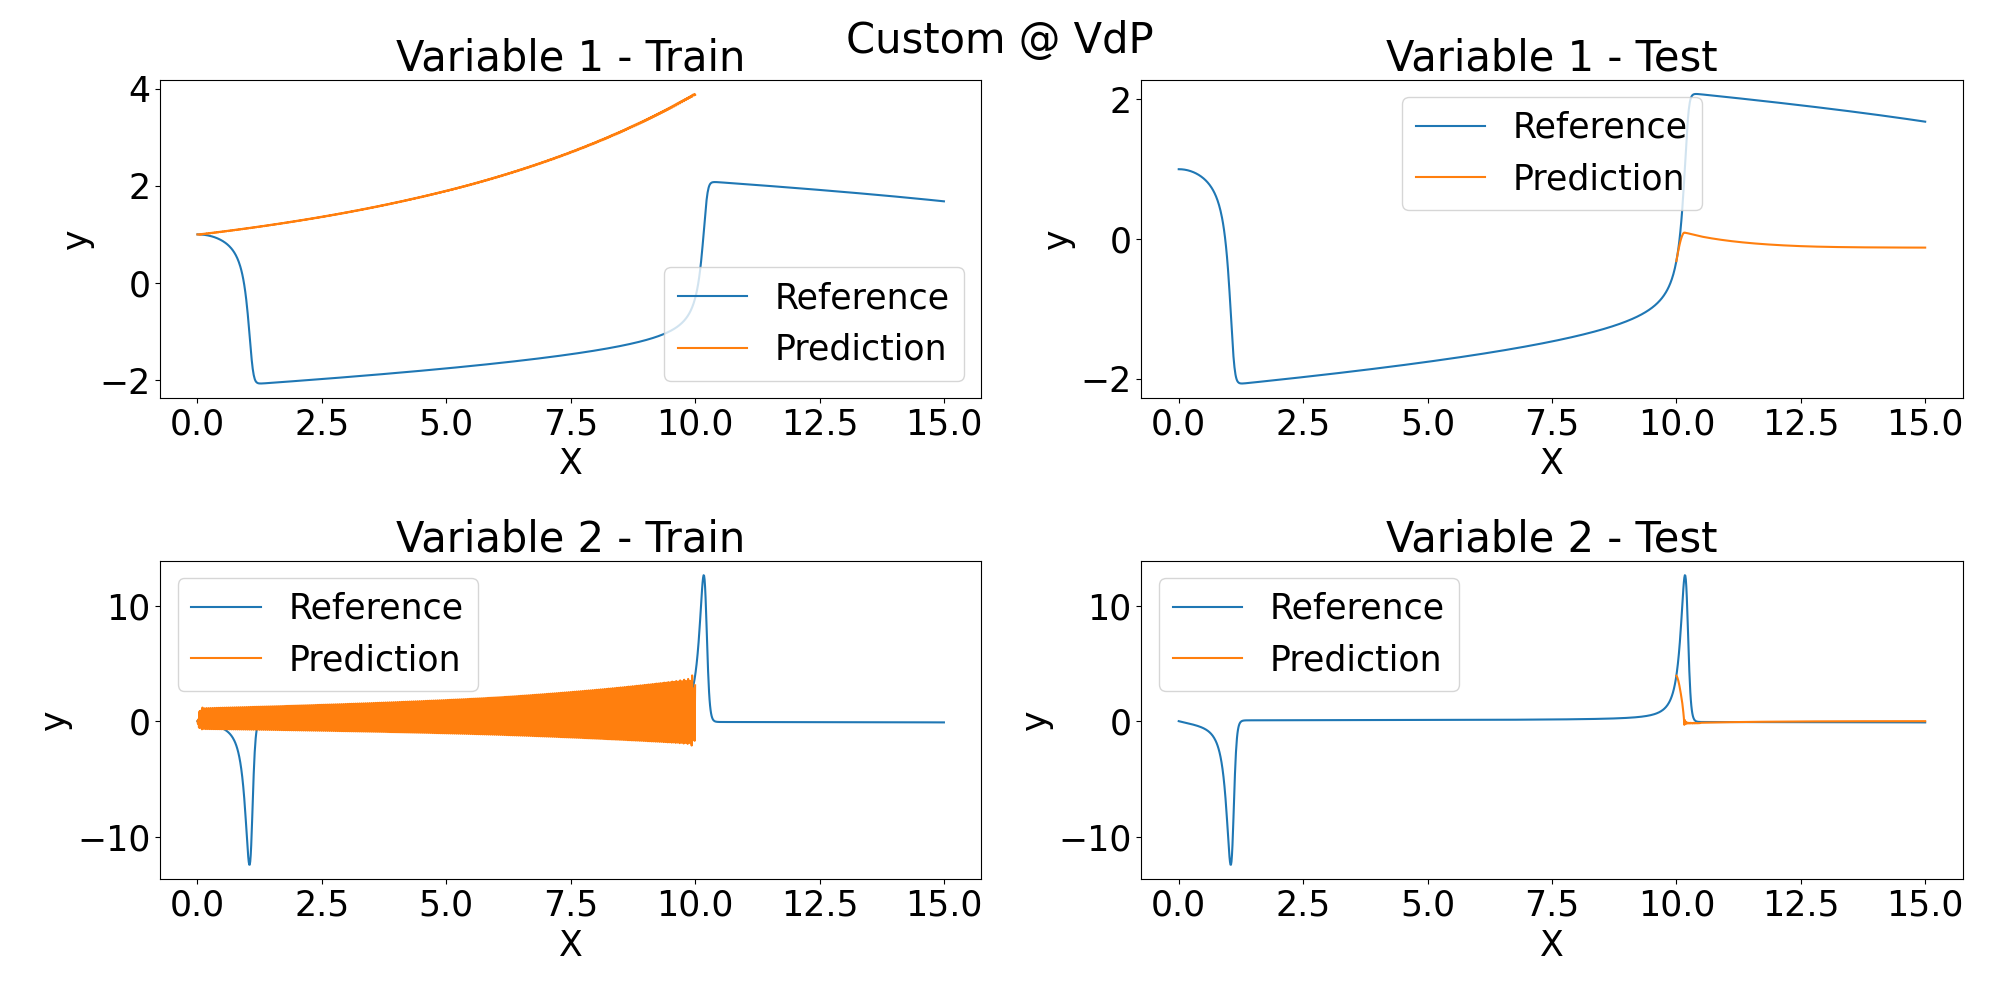 Custom @ VdP
Variable 1 - Train
4
2
0
−2
y
0.0 2.5 5.0 7.5 10.0 12.5 15.0
X
Reference
Prediction
Variable 1 - Test
2
0
−2
y
0.0 2.5 5.0 7.5 10.0 12.5 15.0
X
Reference
Prediction
Variable 2 - Train
10
0
−10
y
0.0 2.5 5.0 7.5 10.0 12.5 15.0
X
Reference
Prediction
Variable 2 - Test
10
0
−10
y
0.0 2.5 5.0 7.5 10.0 12.5 15.0
X
Reference
Prediction